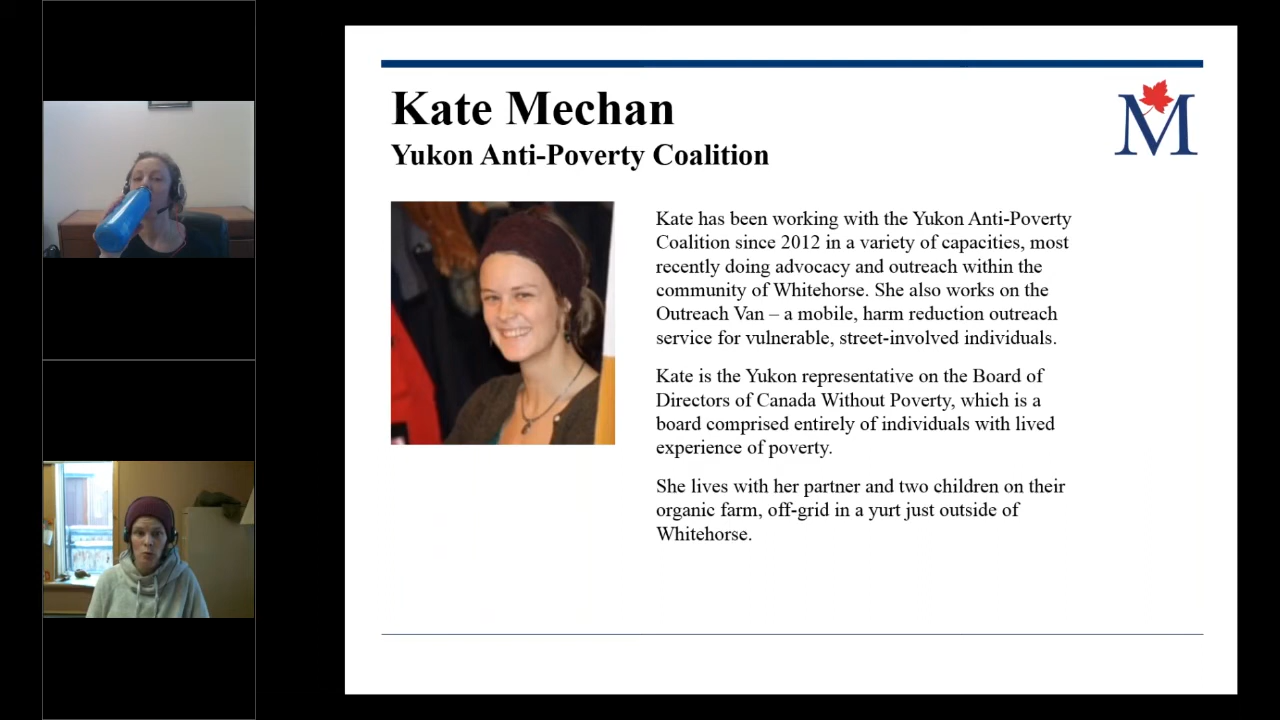 Kate Mechan
Yukon Anti-Poverty Coalition
M
Kate has been working with the Yukon Anti-Poverty
Coalition since 2012 in a variety of capacities, most
recently doing advocacy and outreach within the
community of Whitehorse. She also works on the
Outreach Van – a mobile, harm reduction outreach
service for vulnerable, street-involved individuals.
Kate is the Yukon representative on the Board of
Directors of Canada Without Poverty, which is a
board comprised entirely of individuals with lived
experience of poverty.
She lives with her partner and two children on their
organic farm, off-grid in a yurt just outside of
Whitehorse.